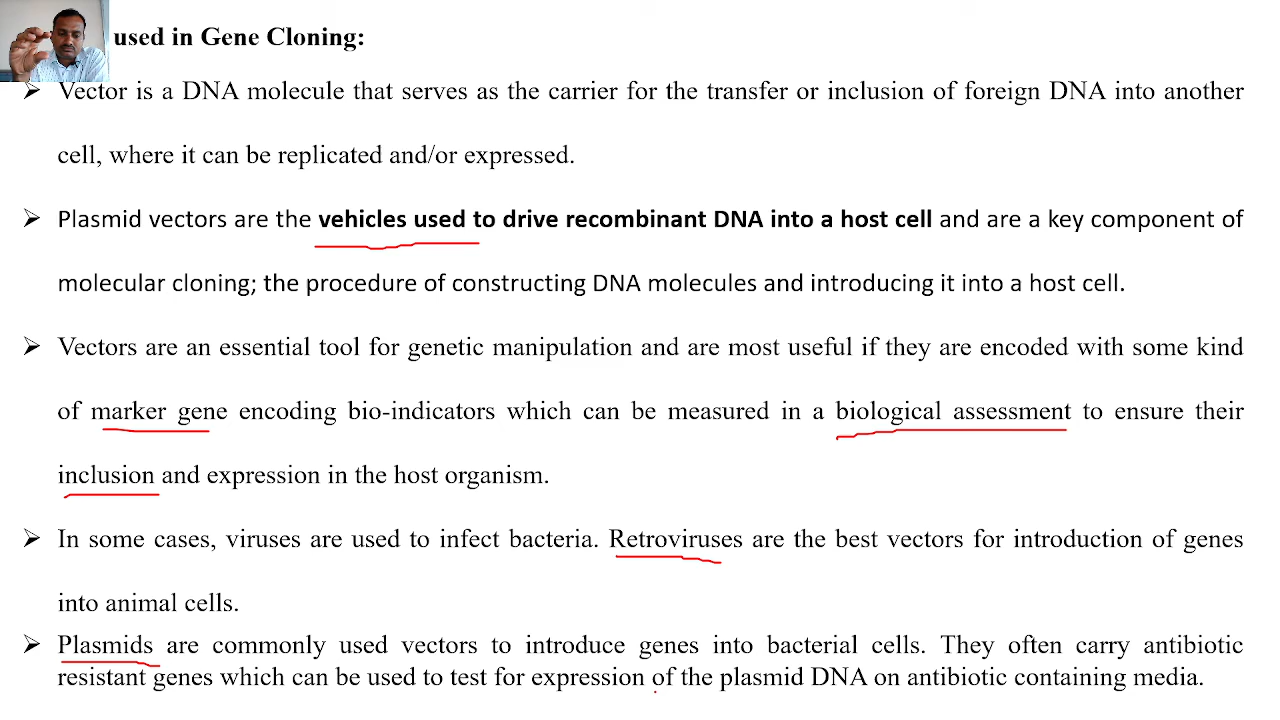 used in Gene Cloning:
➢ Vector is a DNA molecule that serves as the carrier for the transfer or inclusion of foreign DNA into another
cell, where it can be replicated and/or expressed.
➢ Plasmid vectors are the vehicles used to drive recombinant DNA into a host cell and are a key component of
molecular cloning; the procedure of constructing DNA molecules and introducing it into a host cell.
➢ Vectors are an essential tool for genetic manipulation and are most useful if they are encoded with some kind
of marker gene encoding bio-indicators which can be measured in a biological assessment to ensure their
inclusion and expression in the host organism.
➢ In some cases, viruses are used to infect bacteria. Retroviruses are the best vectors for introduction of genes
into animal cells.
➢ Plasmids are commonly used vectors to introduce genes into bacterial cells. They often carry antibiotic
resistant genes which can be used to test for expression of the plasmid DNA on antibiotic containing media.